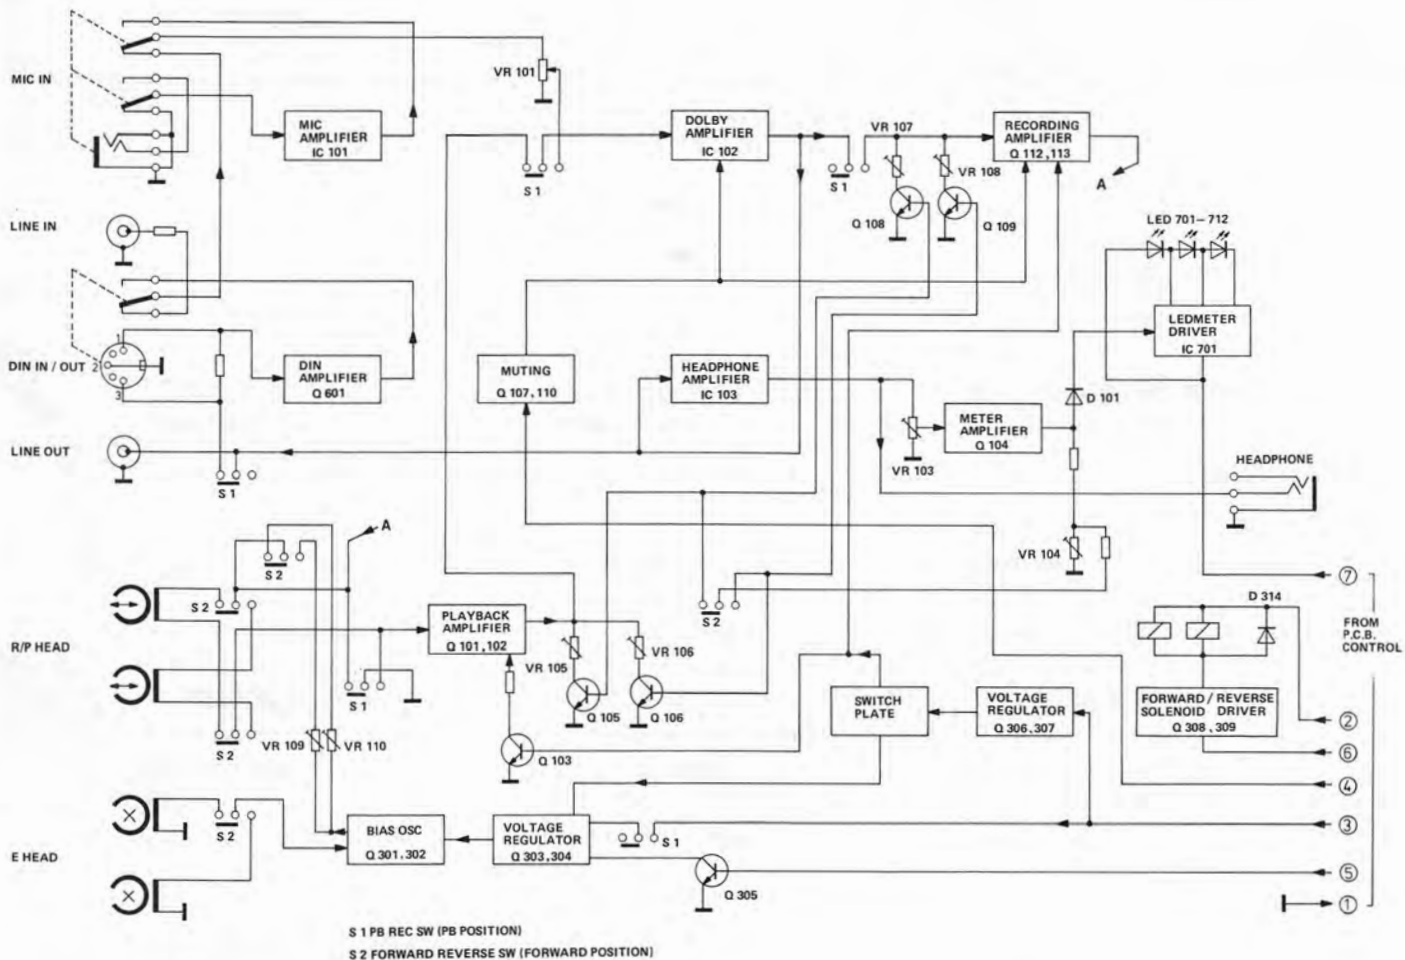 MIC IN
VR 101
MIC
AMPLIFIER
IC 101
DOLBY
AMPLIFIER
IC 102
VR 107
RECORDING
AMPLIFIER
Q 112,113
S 1
S 1
VR 108
A
Q 108
Q 109
LINE IN
LED 701–712
LEDMETER
DRIVER
IC 701
1
DIN IN / OUT
2
3
DIN
AMPLIFIER
Q 601
MUTING
Q 107,110
HEADPHONE
AMPLIFIER
IC 103
D 101
METER
AMPLIFIER
Q 104
LINE OUT
VR 103
HEADPHONE
S 1
A
S 2
VR 104
⑦
S 2
PLAYBACK
AMPLIFIER
Q 101,102
S 2
D 314
FROM
P.C.B.
CONTROL
R/P HEAD
VR 105
VR 106
S 1
Q 105
Q 106
SWITCH
PLATE
VOLTAGE
REGULATOR
Q 306,307
FORWARD / REVERSE
SOLENOID DRIVER
Q 308,309
②
S 2
VR 109
VR 110
Q 103
⑥
④
E HEAD
S 2
BIAS OSC
Q 301,302
VOLTAGE
REGULATOR
Q 303,304
S 1
③
Q 305
⑤
①
S 1 PB REC SW (PB POSITION)
S 2 FORWARD REVERSE SW (FORWARD POSITION)